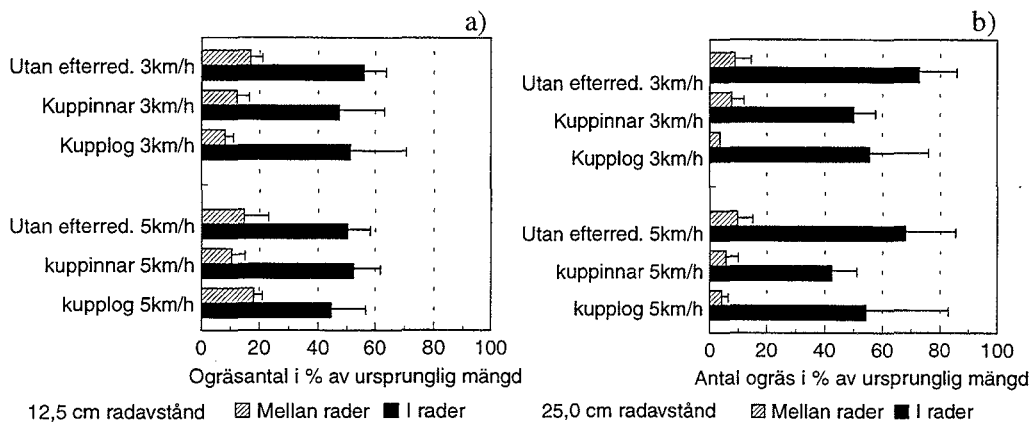 a)
Utan efterred. 3km/h
Kuppinnar 3km/h
Kupplog 3km/h
Utan efterred. 5km/h
kuppinnar 5km/h
kupplog 5km/h
0 20 40 60 80 100
Ogräsantal i % av ursprunglig mängd
12,5 cm radavstånd Mellan rader I rader
b)
Utan efterred. 3km/h
Kuppinnar 3km/h
Kupplog 3km/h
Utan efterred. 5km/h
kuppinnar 5km/h
kupplog 5km/h
0 20 40 60 80 100
Antal ogräs i % av ursprunglig mängd
25,0 cm radavstånd Mellan rader I rader